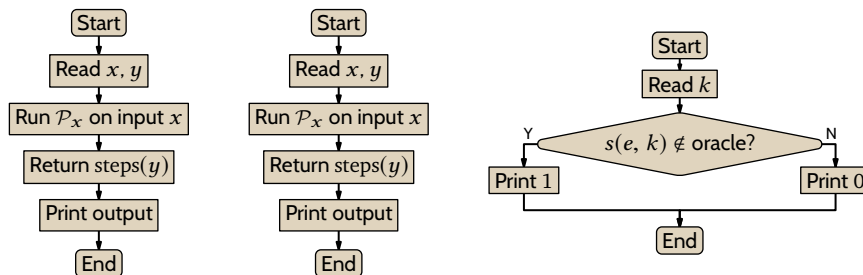 Start
Read x, y
Run 𝒫ₓ on input x
Return steps(y)
Print output
End
Start
Read x, y
Run 𝒫ₓ on input x
Return steps(y)
Print output
End
Start
Read k
s(e, k) ∉ oracle?
Y
N
Print 1
Print 0
End